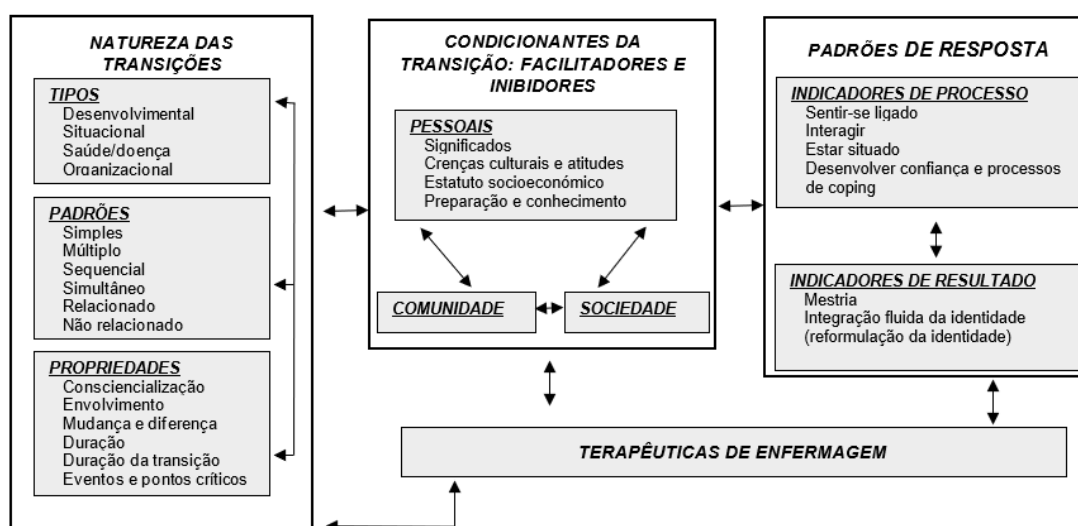 NATUREZA DAS
TRANSIÇÕES
TIPOS
Desenvolvimental
Situacional
Saúde/doença
Organizacional
PADRÕES
Simples
Múltiplo
Sequencial
Simultâneo
Relacionado
Não relacionado
PROPRIEDADES
Consciencialização
Envolvimento
Mudança e diferença
Duração
Duração da transição
Eventos e pontos críticos
CONDICIONANTES DA
TRANSIÇÃO: FACILITADORES E
INIBIDORES
PESSOAIS
Significados
Crenças culturais e atitudes
Estatuto socioeconómico
Preparação e conhecimento
COMUNIDADE
SOCIEDADE
PADRÕES DE RESPOSTA
INDICADORES DE PROCESSO
Sentir-se ligado
Interagir
Estar situado
Desenvolver confiança e processos
de coping
INDICADORES DE RESULTADO
Mestria
Integração fluida da identidade
(reformulação da identidade)
TERAPÊUTICAS DE ENFERMAGEM